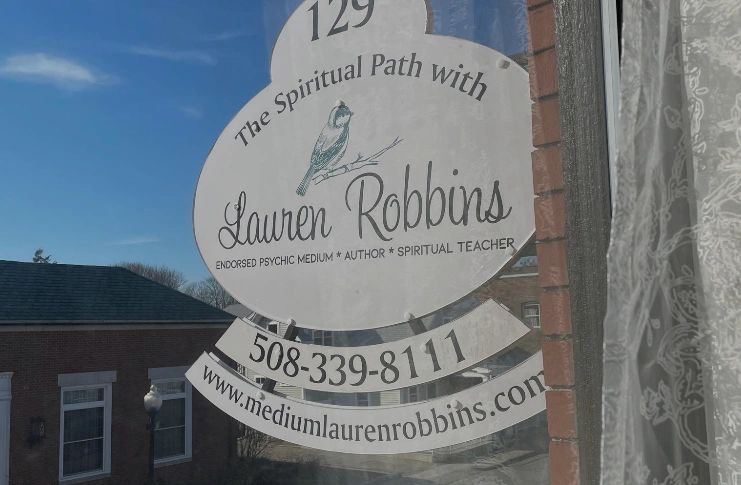 129
The Spiritual Path with
Lauren Robbins
ENDORSED PSYCHIC MEDIUM * AUTHOR * SPIRITUAL TEACHER
508-339-8111
www.mediumlaurenrobbins.com